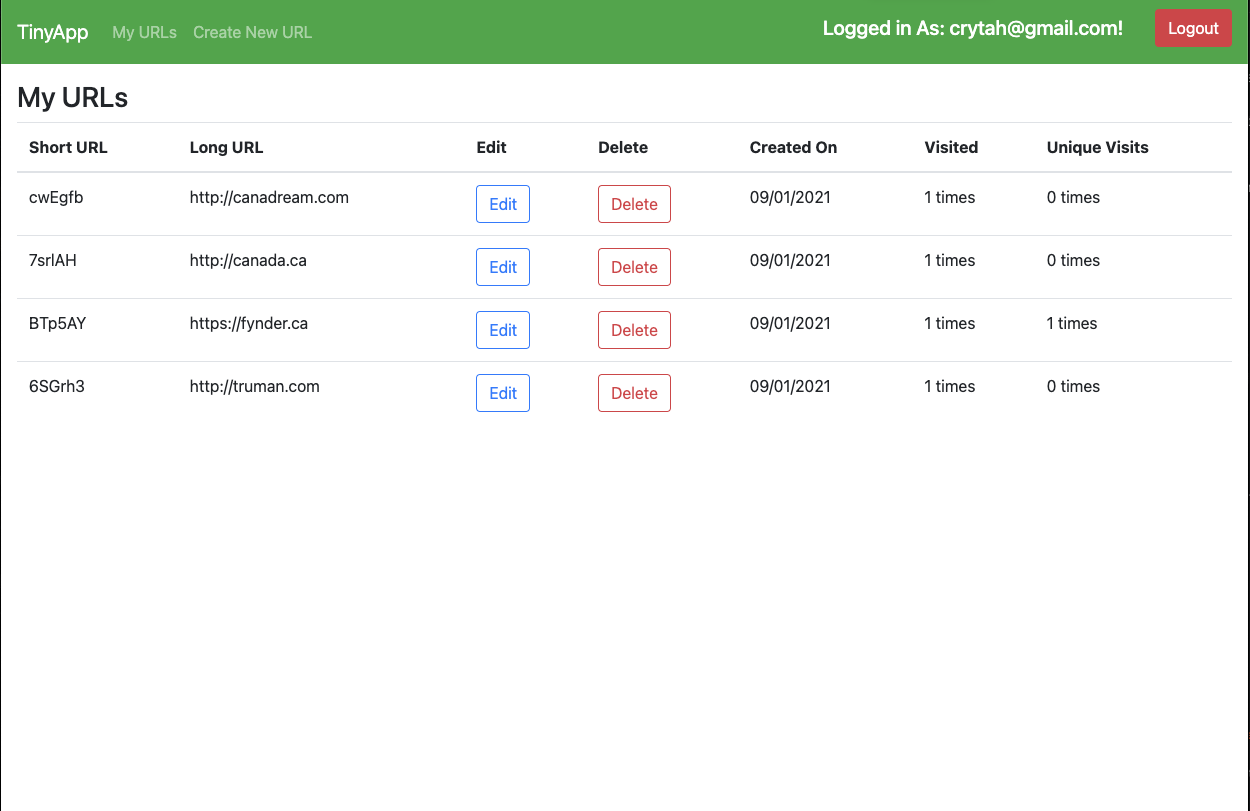 TinyApp My URLs Create New URL Logged in As: crytah@gmail.com! Logout
My URLs
Short URL Long URL Edit Delete Created On Visited Unique Visits
cwEgfb http://canadream.com Edit Delete 09/01/2021 1 times 0 times
7srlAH http://canada.ca Edit Delete 09/01/2021 1 times 0 times
BTp5AY https://fynder.ca Edit Delete 09/01/2021 1 times 1 times
6SGrh3 http://truman.com Edit Delete 09/01/2021 1 times 0 times